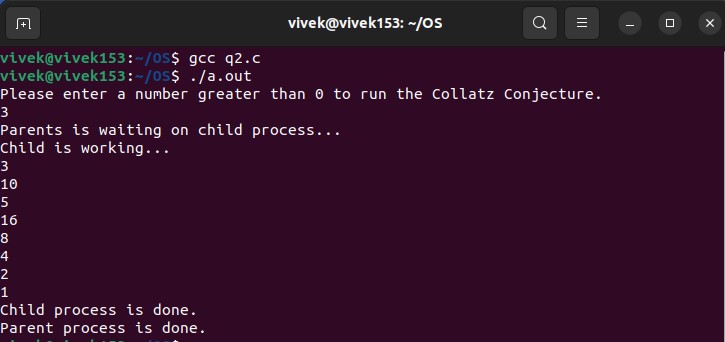 vivek@vivek153: ~/OS
vivek@vivek153:~/OS$ gcc q2.c
vivek@vivek153:~/OS$ ./a.out
Please enter a number greater than 0 to run the Collatz Conjecture.
3
Parents is waiting on child process...
Child is working...
3
10
5
16
8
4
2
1
Child process is done.
Parent process is done.